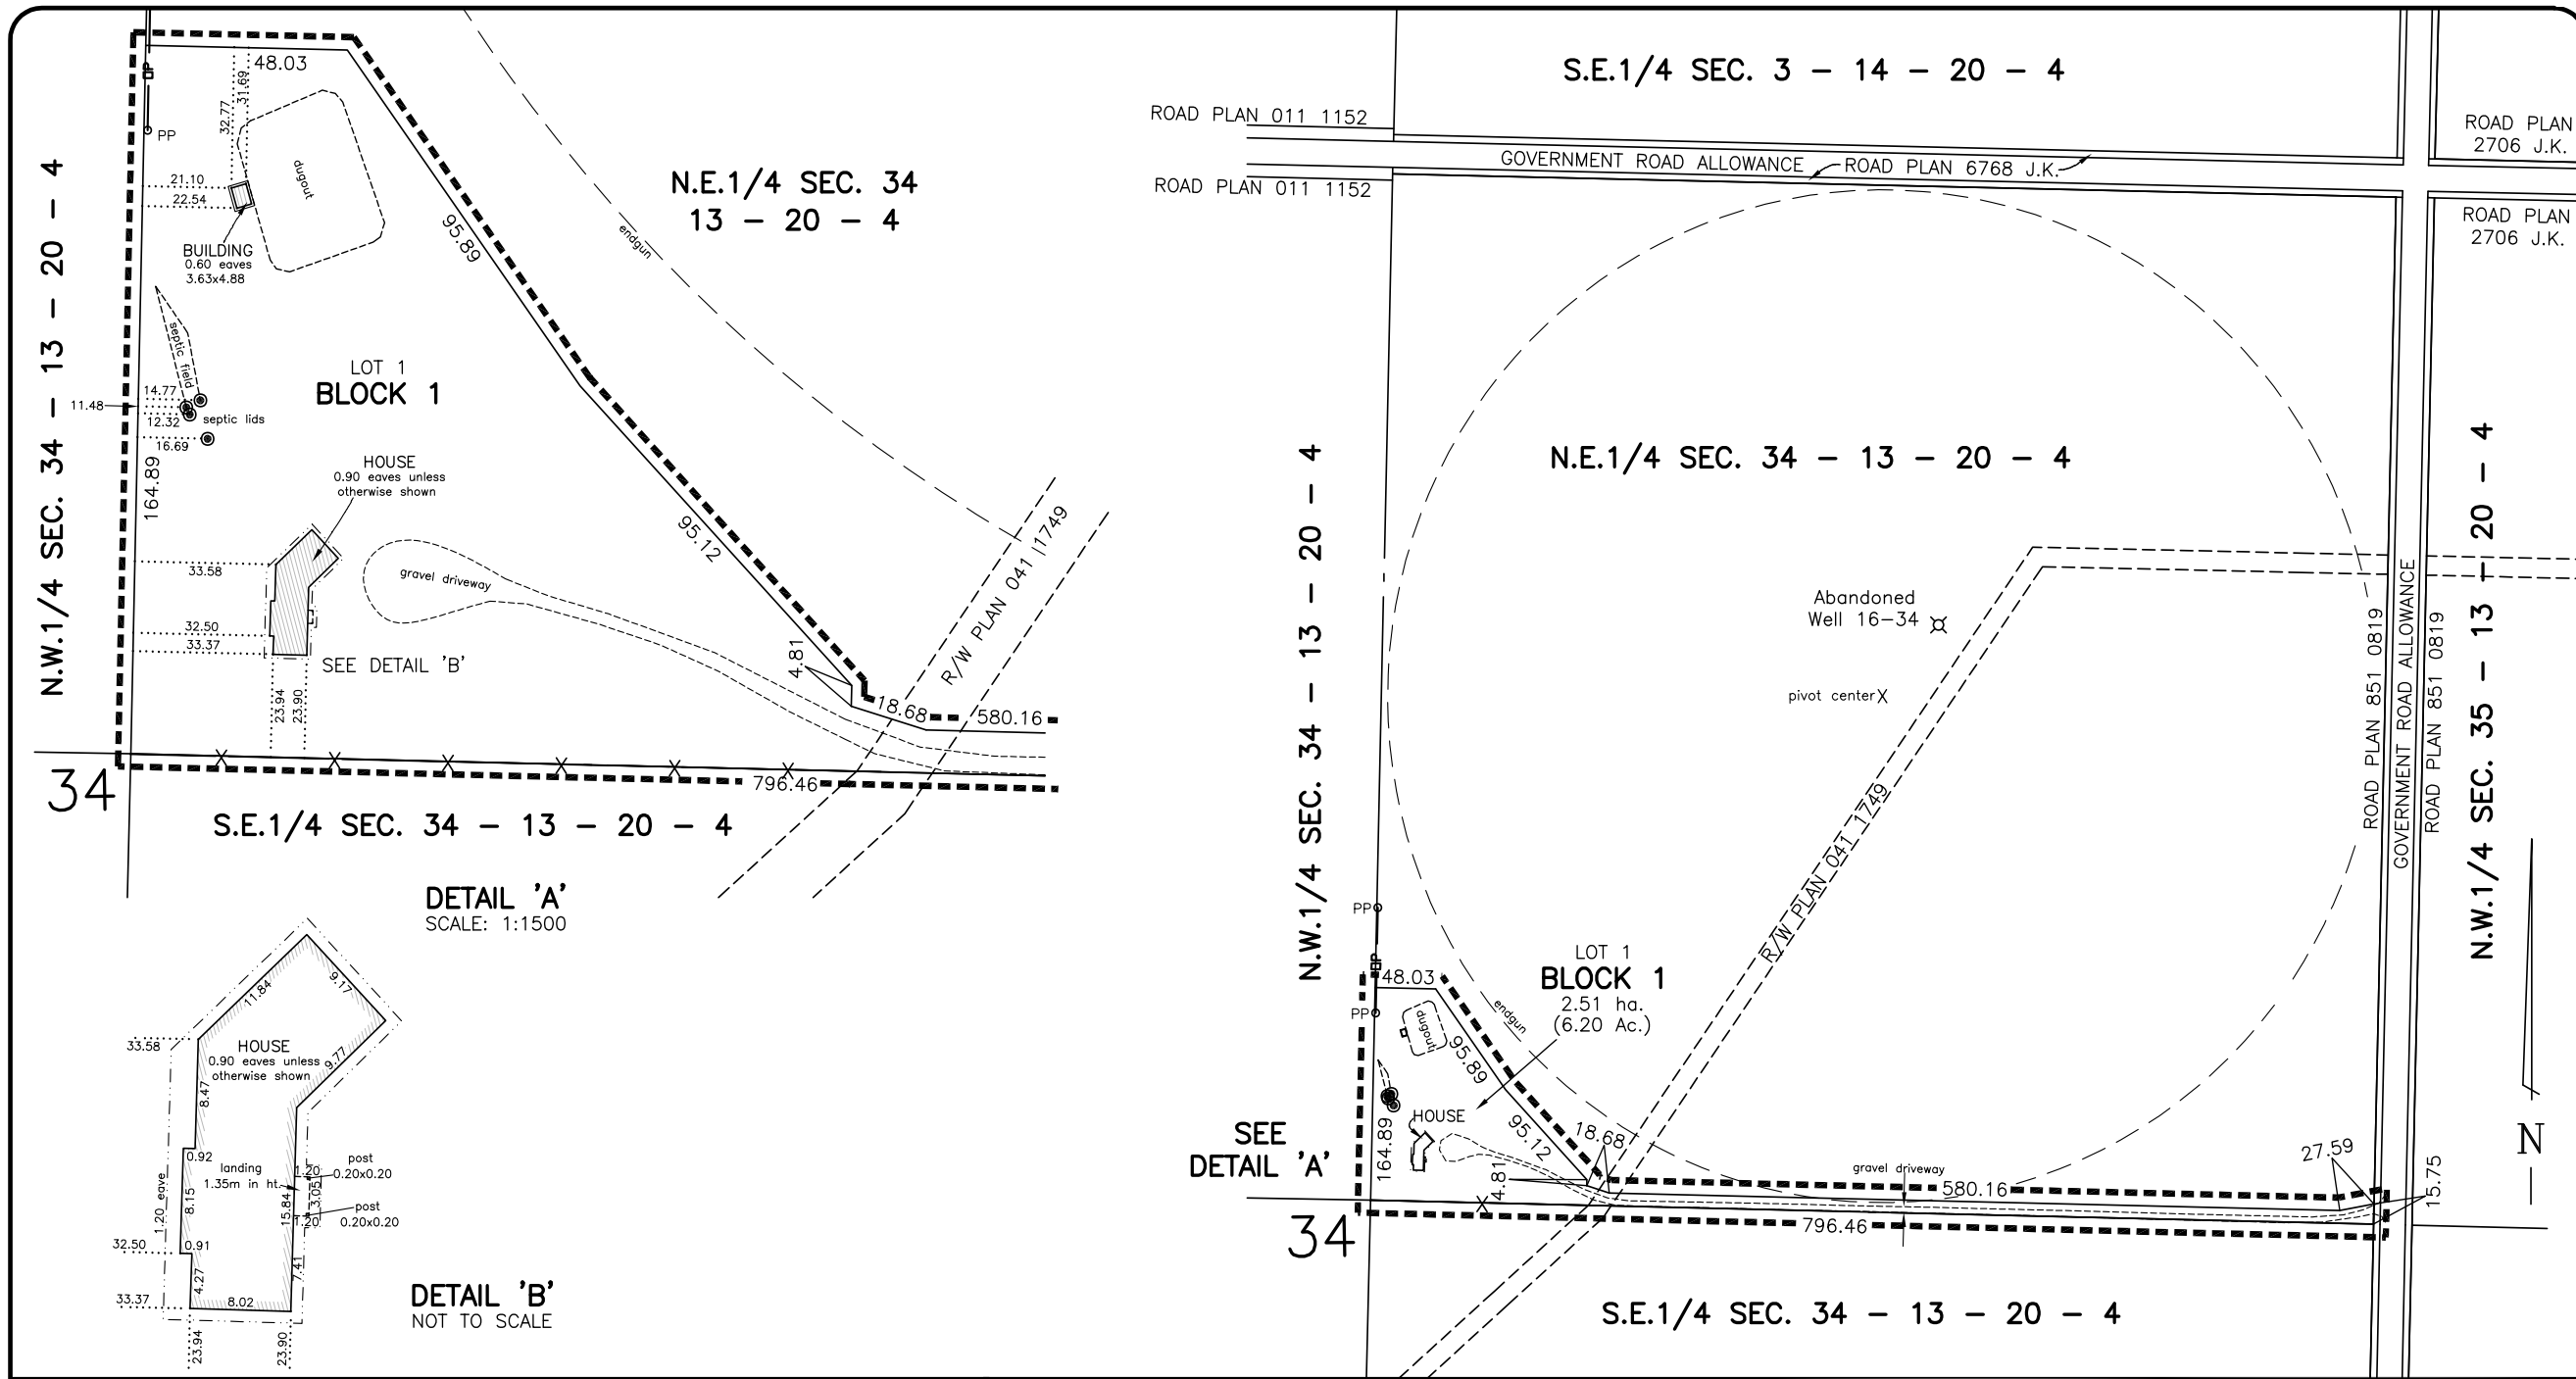 N.W.1/4 SEC. 34 – 13 – 20 – 4
48.03
31.69
32.77
PP
dugout
21.10
22.54
BUILDING
0.60 eaves
3.63x4.88
95.89
endgun
N.E.1/4 SEC. 34
13 – 20 – 4
septic field
LOT 1
BLOCK 1
14.77
11.48
12.32
septic lids
16.69
164.89
HOUSE
0.90 eaves unless
otherwise shown
33.58
32.50
33.37
23.94
23.90
SEE DETAIL 'B'
gravel driveway
95.12
4.81
18.68
580.16
R/W PLAN 041 1749
796.46
34
S.E.1/4 SEC. 34 – 13 – 20 – 4
DETAIL 'A'
SCALE: 1:1500
11.84
9.17
33.58
HOUSE
0.90 eaves unless
otherwise shown
9.77
8.47
0.92
landing
1.35m in ht.
1.20
post
0.20x0.20
3.05
1.20 eave
8.15
15.84
1.20
post
0.20x0.20
32.50
0.91
4.27
7.41
33.37
8.02
23.94
23.90
DETAIL 'B'
NOT TO SCALE
S.E.1/4 SEC. 3 – 14 – 20 – 4
ROAD PLAN 011 1152
ROAD PLAN 011 1152
GOVERNMENT ROAD ALLOWANCE
ROAD PLAN 6768 J.K.
ROAD PLAN
2706 J.K.
ROAD PLAN
2706 J.K.
N.E.1/4 SEC. 34 – 13 – 20 – 4
N.W.1/4 SEC. 34 – 13 – 20 – 4
Abandoned
Well 16–34
pivot center
ROAD PLAN 851 0819
GOVERNMENT ROAD ALLOWANCE
ROAD PLAN 851 0819
N.W.1/4 SEC. 35 – 13 – 20 – 4
R/W PLAN 041 1749
PP
48.03
PP
dugout
endgun
95.89
LOT 1
BLOCK 1
2.51 ha.
(6.20 Ac.)
HOUSE
SEE
DETAIL 'A'
164.89
95.12
4.81
18.68
gravel driveway
580.16
27.59
15.75
796.46
34
S.E.1/4 SEC. 34 – 13 – 20 – 4
N